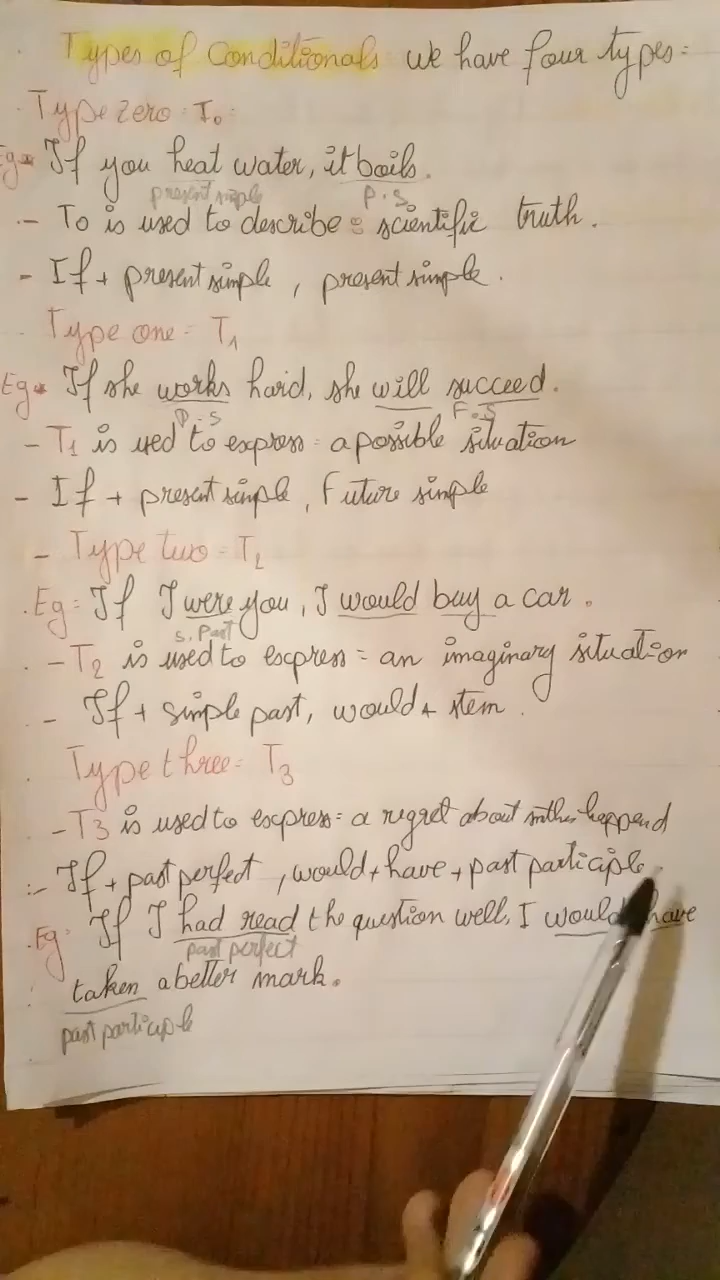 Types of Conditionals we have four types:
Type zero = T0:
Eg= If you heat water, it boils.
present simple P.S
- T0 is used to describe = scientific truth.
- If + present simple, present simple.
Type one = T1
Eg= If she works hard, she will succeed.
P.S F.S
- T1 is used to express = a possible situation
- If + present simple, Future simple
- Type two = T2
Eg= If I were you, I would buy a car.
S. Past
- T2 is used to express = an imaginary situation
- If + simple past, would + stem.
Type three = T3
- T3 is used to express = a regret about happend
- If + past perfect, would + have + past participle.
Eg: If I had read the question well, I would have
past perfect
taken a better mark.
past participle